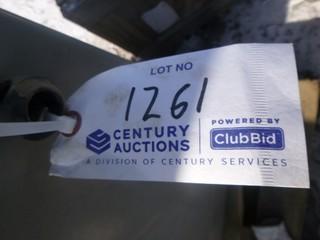 LOT NO
1261
CENTURY AUCTIONS
POWERED BY
ClubBid
A DIVISION OF CENTURY SERVICES